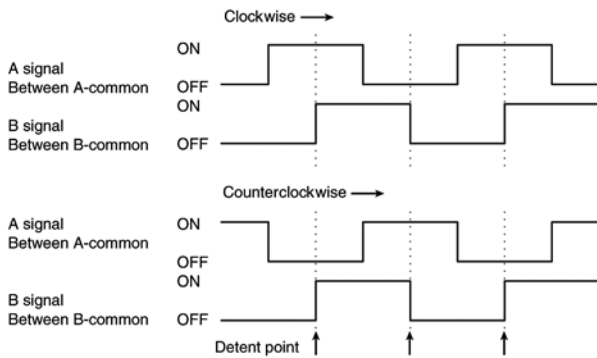 Clockwise
ON
A signal
Between A-common
OFF
ON
B signal
Between B-common
OFF
Counterclockwise
ON
A signal
Between A-common
OFF
ON
B signal
Between B-common
OFF
Detent point